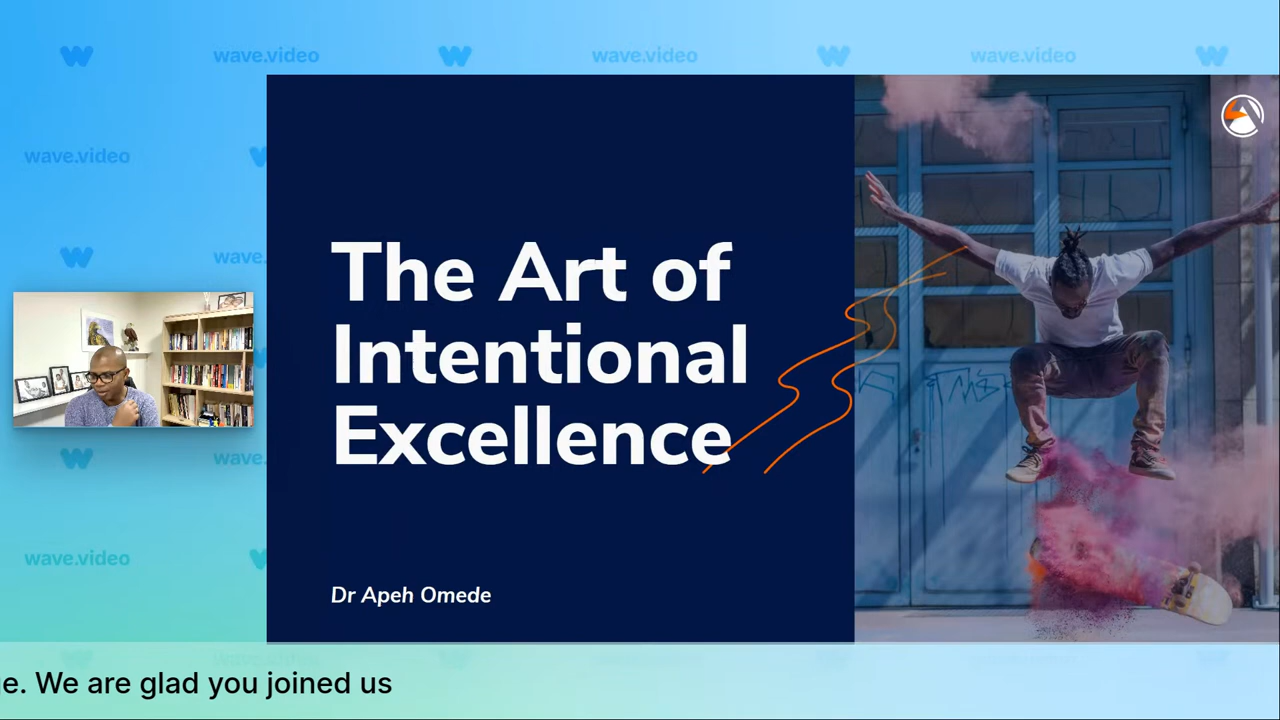 wave.video wave.video wave.video
wave.video
The Art of
Intentional
Excellence
wave.
wave.
wave.video
Dr Apeh Omede
e. We are glad you joined us